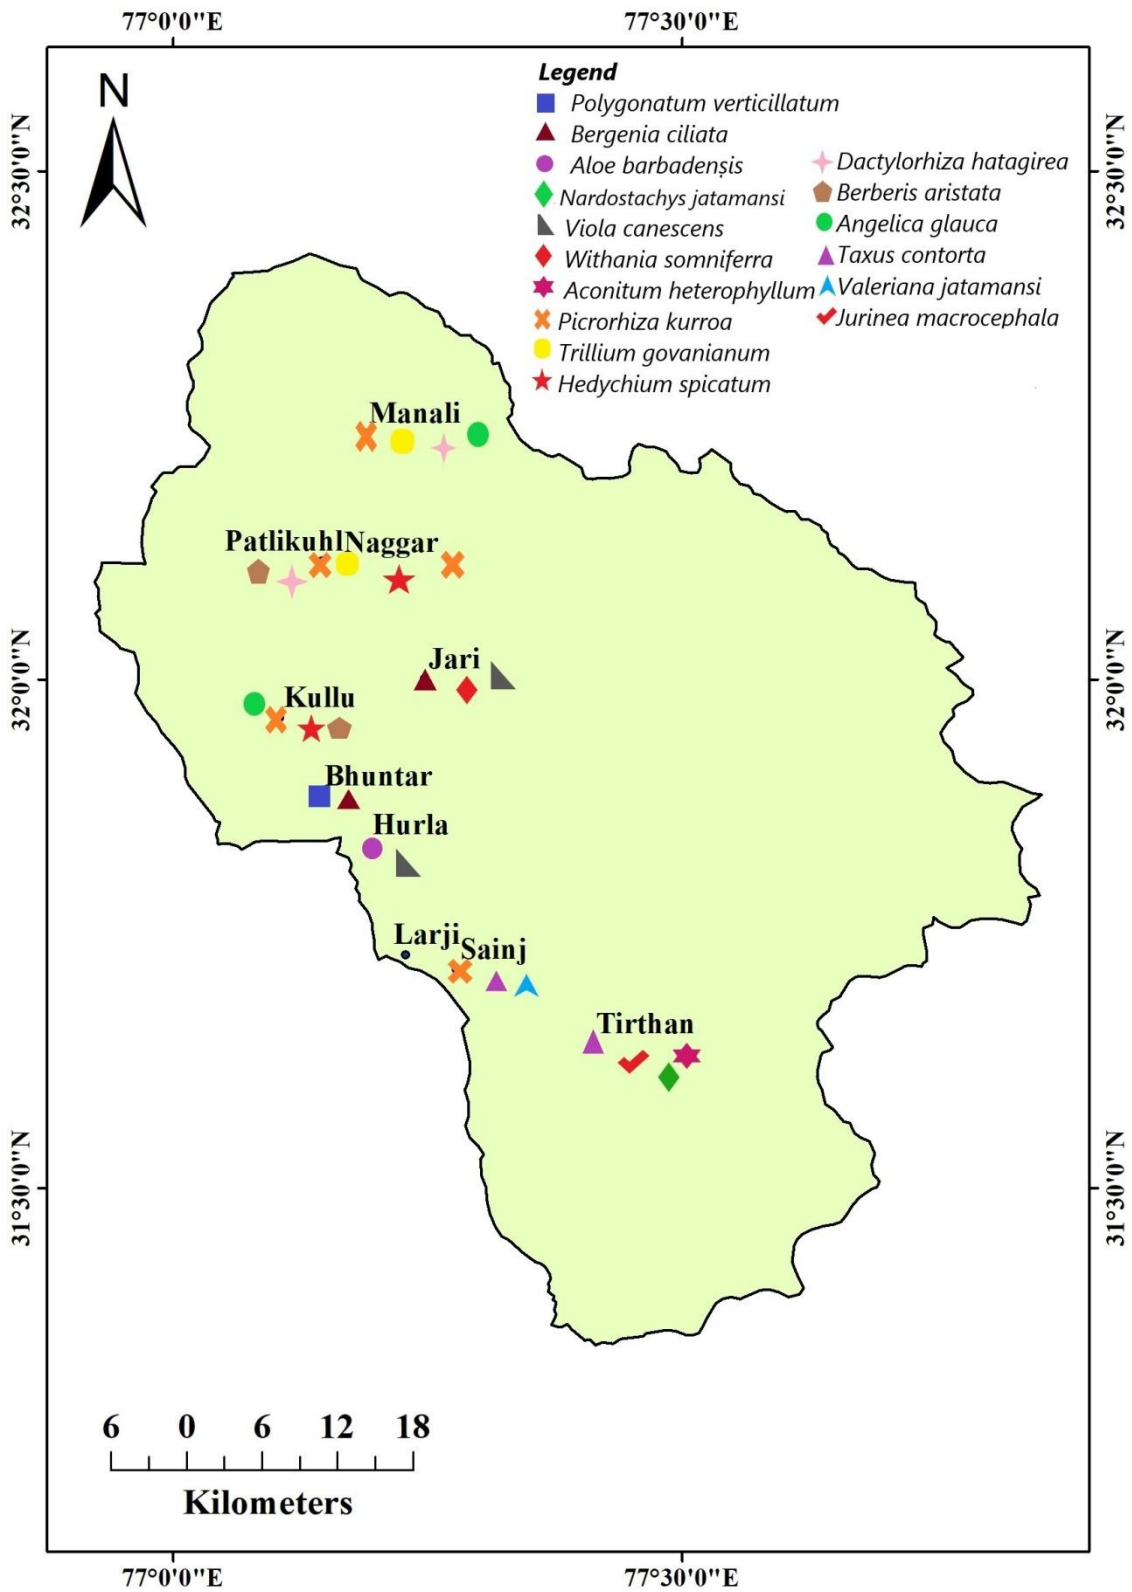 77°0'0"E 77°30'0"E
N
Legend
Polygonatum verticillatum
Bergenia ciliata
Aloe barbadensis
Nardostachys jatamansi
Viola canescens
Withania somniferra
Aconitum heterophyllum
Picrorhiza kurroa
Trillium govanianum
Hedychium spicatum
Dactylorhiza hatagirea
Berberis aristata
Angelica glauca
Taxus contorta
Valeriana jatamansi
Jurinea macrocephala
32°30'0"N 32°30'0"N
Manali
Patlikuhl Naggar
Jari
32°0'0"N 32°0'0"N
Kullu
Bhuntar
Hurla
Larji
Sainj
Tirthan
31°30'0"N 31°30'0"N
6 0 6 12 18
Kilometers
77°0'0"E 77°30'0"E